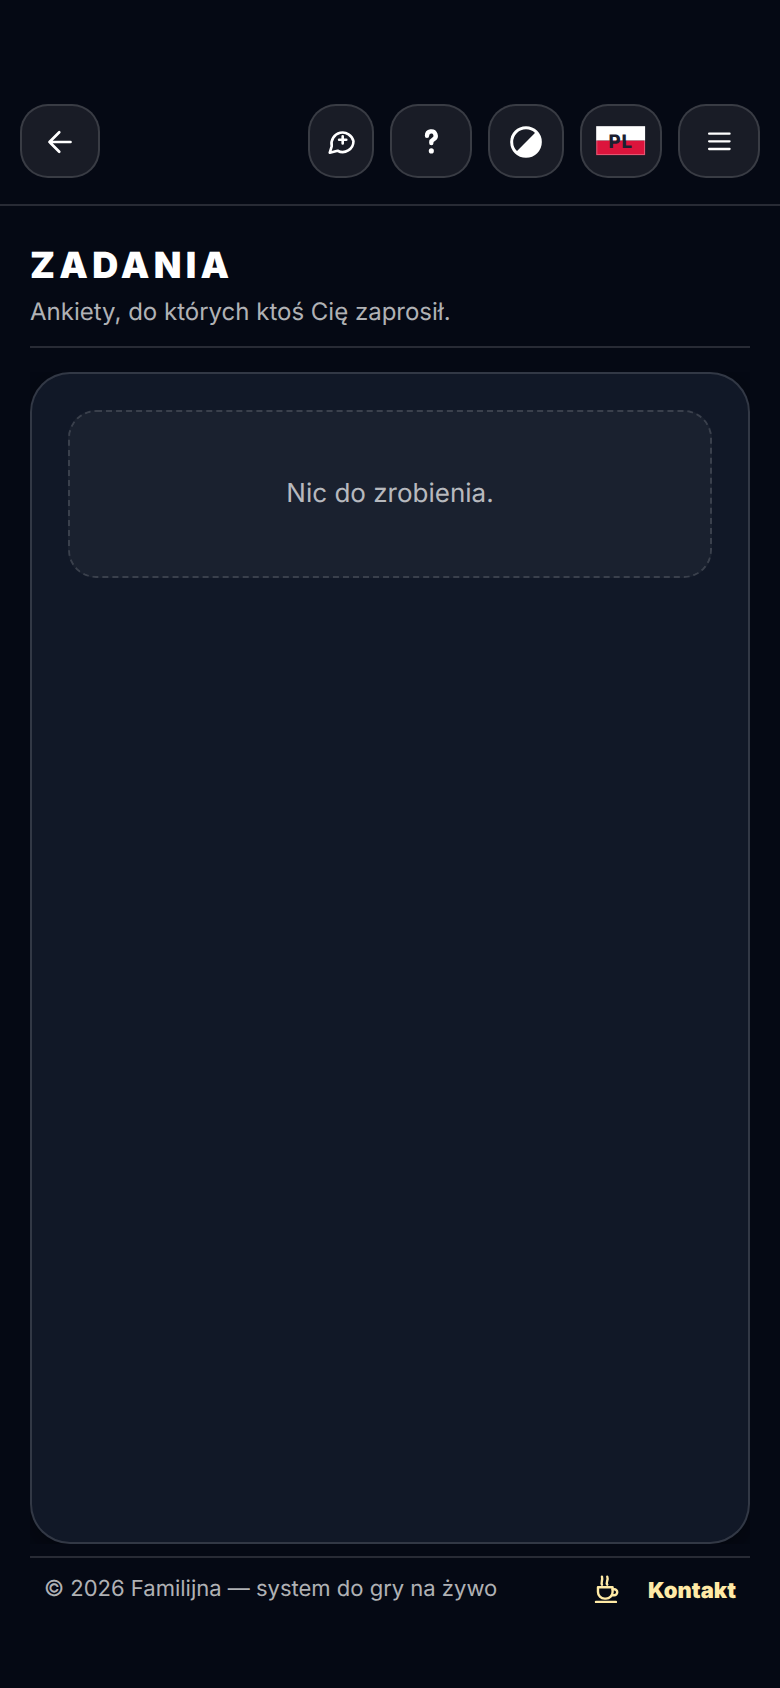 ?
PL
ZADANIA
Ankiety, do których ktoś Cię zaprosił.
Nic do zrobienia.
© 2026 Familijna — system do gry na żywo
Kontakt